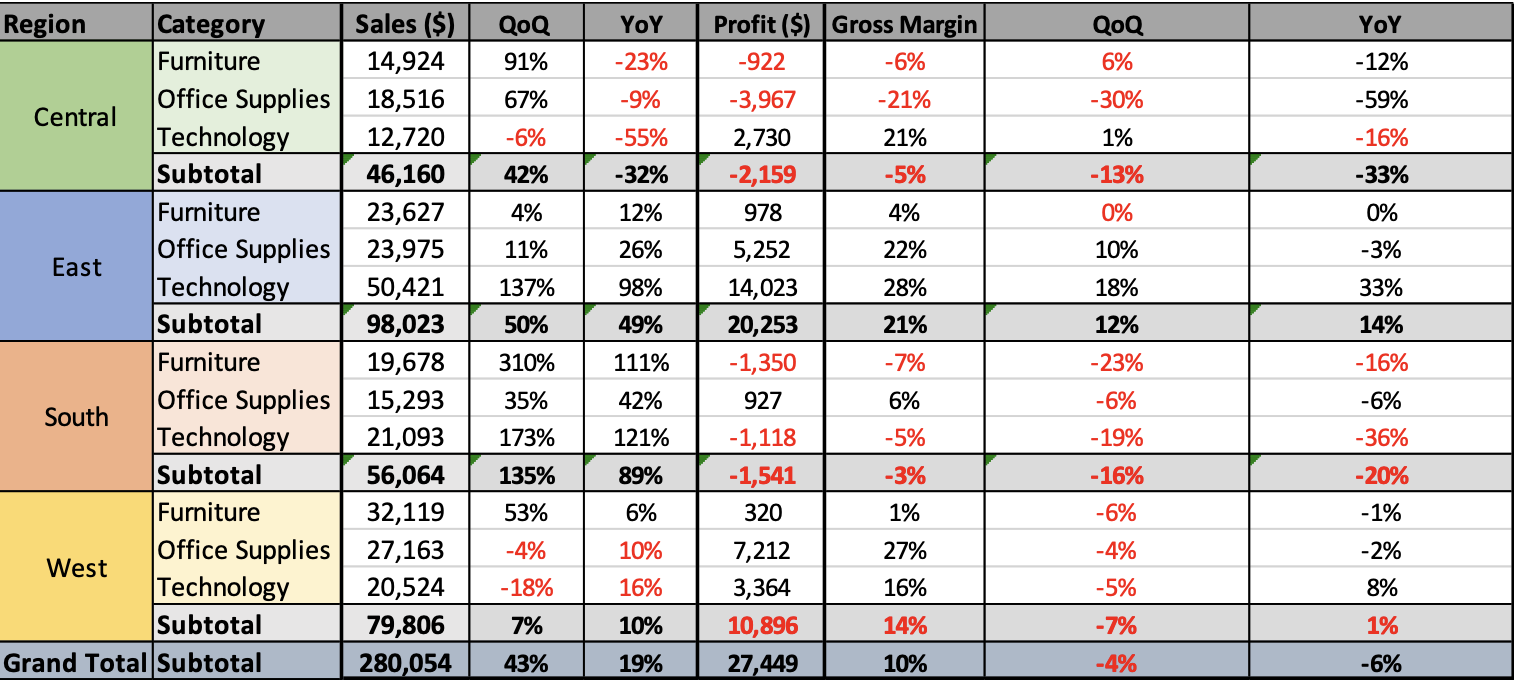 Region Category Sales ($) QoQ YoY Profit ($) Gross Margin QoQ YoY
Furniture 14,924 91% -23% -922 -6% 6% -12%
Central Office Supplies 18,516 67% -9% -3,967 -21% -30% -59%
Technology 12,720 -6% -55% 2,730 21% 1% -16%
Subtotal 46,160 42% -32% -2,159 -5% -13% -33%
Furniture 23,627 4% 12% 978 4% 0% 0%
East Office Supplies 23,975 11% 26% 5,252 22% 10% -3%
Technology 50,421 137% 98% 14,023 28% 18% 33%
Subtotal 98,023 50% 49% 20,253 21% 12% 14%
Furniture 19,678 310% 111% -1,350 -7% -23% -16%
South Office Supplies 15,293 35% 42% 927 6% -6% -6%
Technology 21,093 173% 121% -1,118 -5% -19% -36%
Subtotal 56,064 135% 89% -1,541 -3% -16% -20%
Furniture 32,119 53% 6% 320 1% -6% -1%
West Office Supplies 27,163 -4% 10% 7,212 27% -4% -2%
Technology 20,524 -18% 16% 3,364 16% -5% 8%
Subtotal 79,806 7% 10% 10,896 14% -7% 1%
Grand Total Subtotal 280,054 43% 19% 27,449 10% -4% -6%